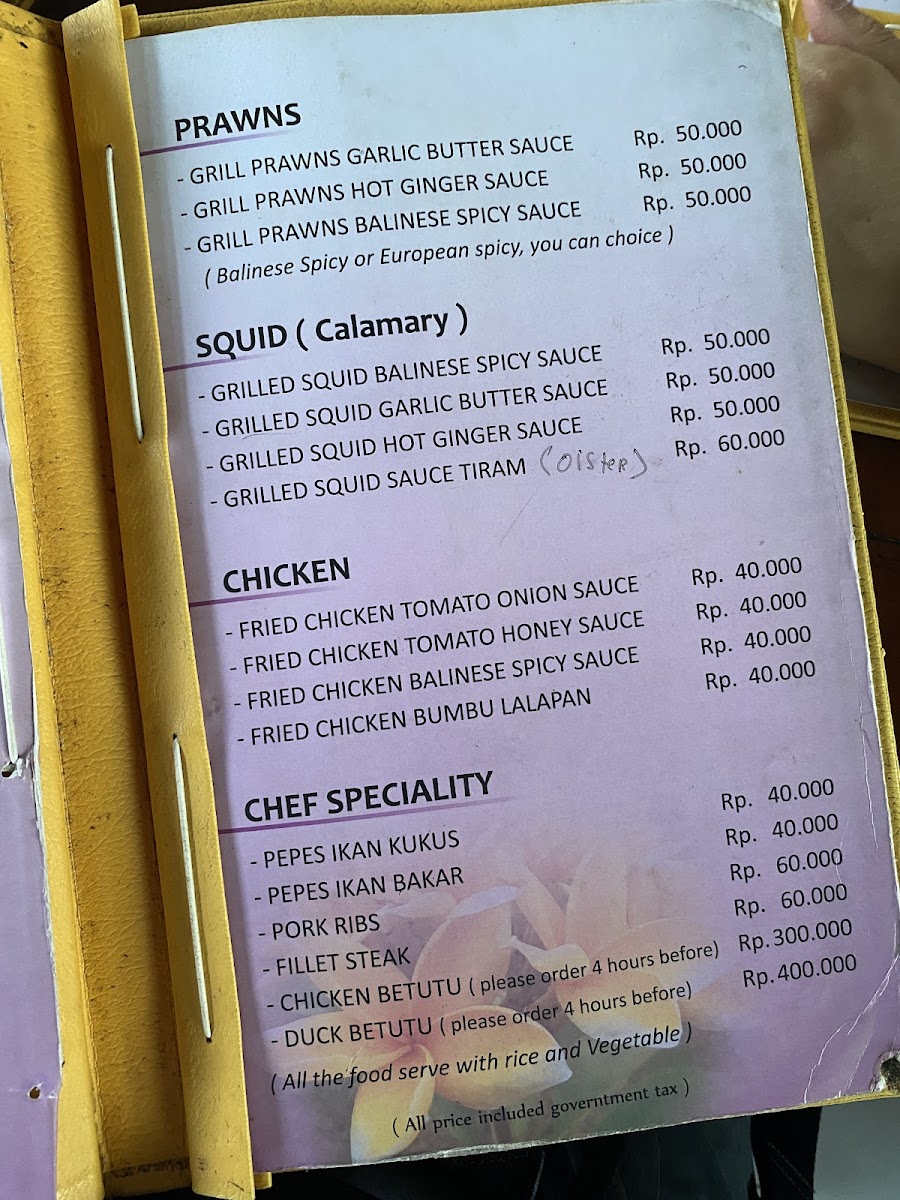 PRAWNS
- GRILL PRAWNS GARLIC BUTTER SAUCE Rp. 50.000
- GRILL PRAWNS HOT GINGER SAUCE Rp. 50.000
- GRILL PRAWNS BALINESE SPICY SAUCE Rp. 50.000
( Balinese Spicy or European spicy, you can choice )
SQUID ( Calamary )
- GRILLED SQUID BALINESE SPICY SAUCE Rp. 50.000
- GRILLED SQUID GARLIC BUTTER SAUCE Rp. 50.000
- GRILLED SQUID HOT GINGER SAUCE Rp. 50.000
- GRILLED SQUID SAUCE TIRAM (OisteR) Rp. 60.000
CHICKEN
- FRIED CHICKEN TOMATO ONION SAUCE Rp. 40.000
- FRIED CHICKEN TOMATO HONEY SAUCE Rp. 40.000
- FRIED CHICKEN BALINESE SPICY SAUCE Rp. 40.000
- FRIED CHICKEN BUMBU LALAPAN Rp. 40.000
CHEF SPECIALITY
- PEPES IKAN KUKUS Rp. 40.000
- PEPES IKAN BAKAR Rp. 40.000
- PORK RIBS Rp. 60.000
- FILLET STEAK Rp. 60.000
- CHICKEN BETUTU ( please order 4 hours before) Rp.300.000
- DUCK BETUTU ( please order 4 hours before) Rp.400.000
( All the food serve with rice and Vegetable )
( All price included governtment tax )